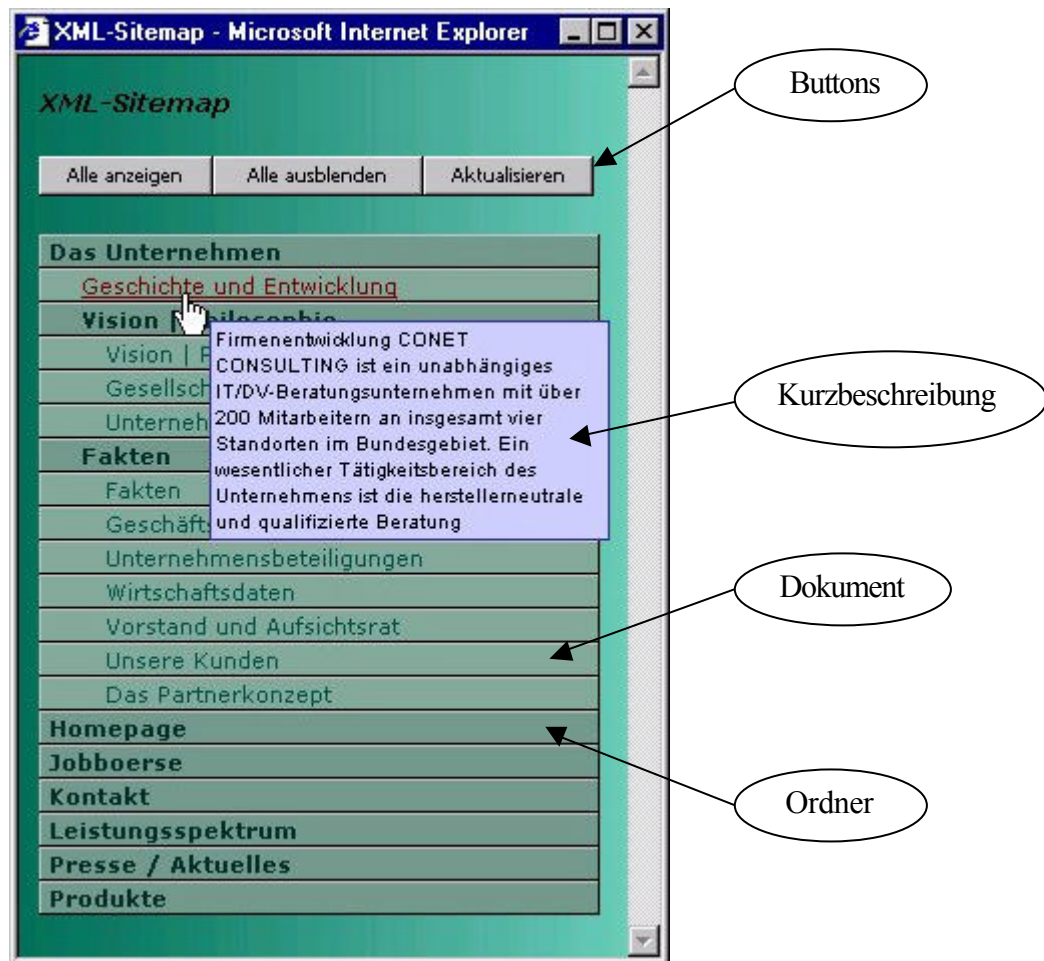 XML-Sitemap - Microsoft Internet Explorer
XML-Sitemap
Buttons
Alle anzeigen Alle ausblenden Aktualisieren
Das Unternehmen
Geschichte und Entwicklung
Vision |
Vision |
Firmenentwicklung CONET
CONSULTING ist ein unabhängiges
IT/DV-Beratungsunternehmen mit über
200 Mitarbeitern an insgesamt vier
Standorten im Bundesgebiet. Ein
wesentlicher Tätigkeitsbereich des
Unternehmens ist die herstellerneutrale
und qualifizierte Beratung
Kurzbeschreibung
Fakten
Fakten
Unternehmensbeteiligungen
Wirtschaftsdaten
Vorstand und Aufsichtsrat
Unsere Kunden
Das Partnerkonzept
Dokument
Homepage
Jobboerse
Kontakt
Leistungsspektrum
Presse / Aktuelles
Produkte
Ordner